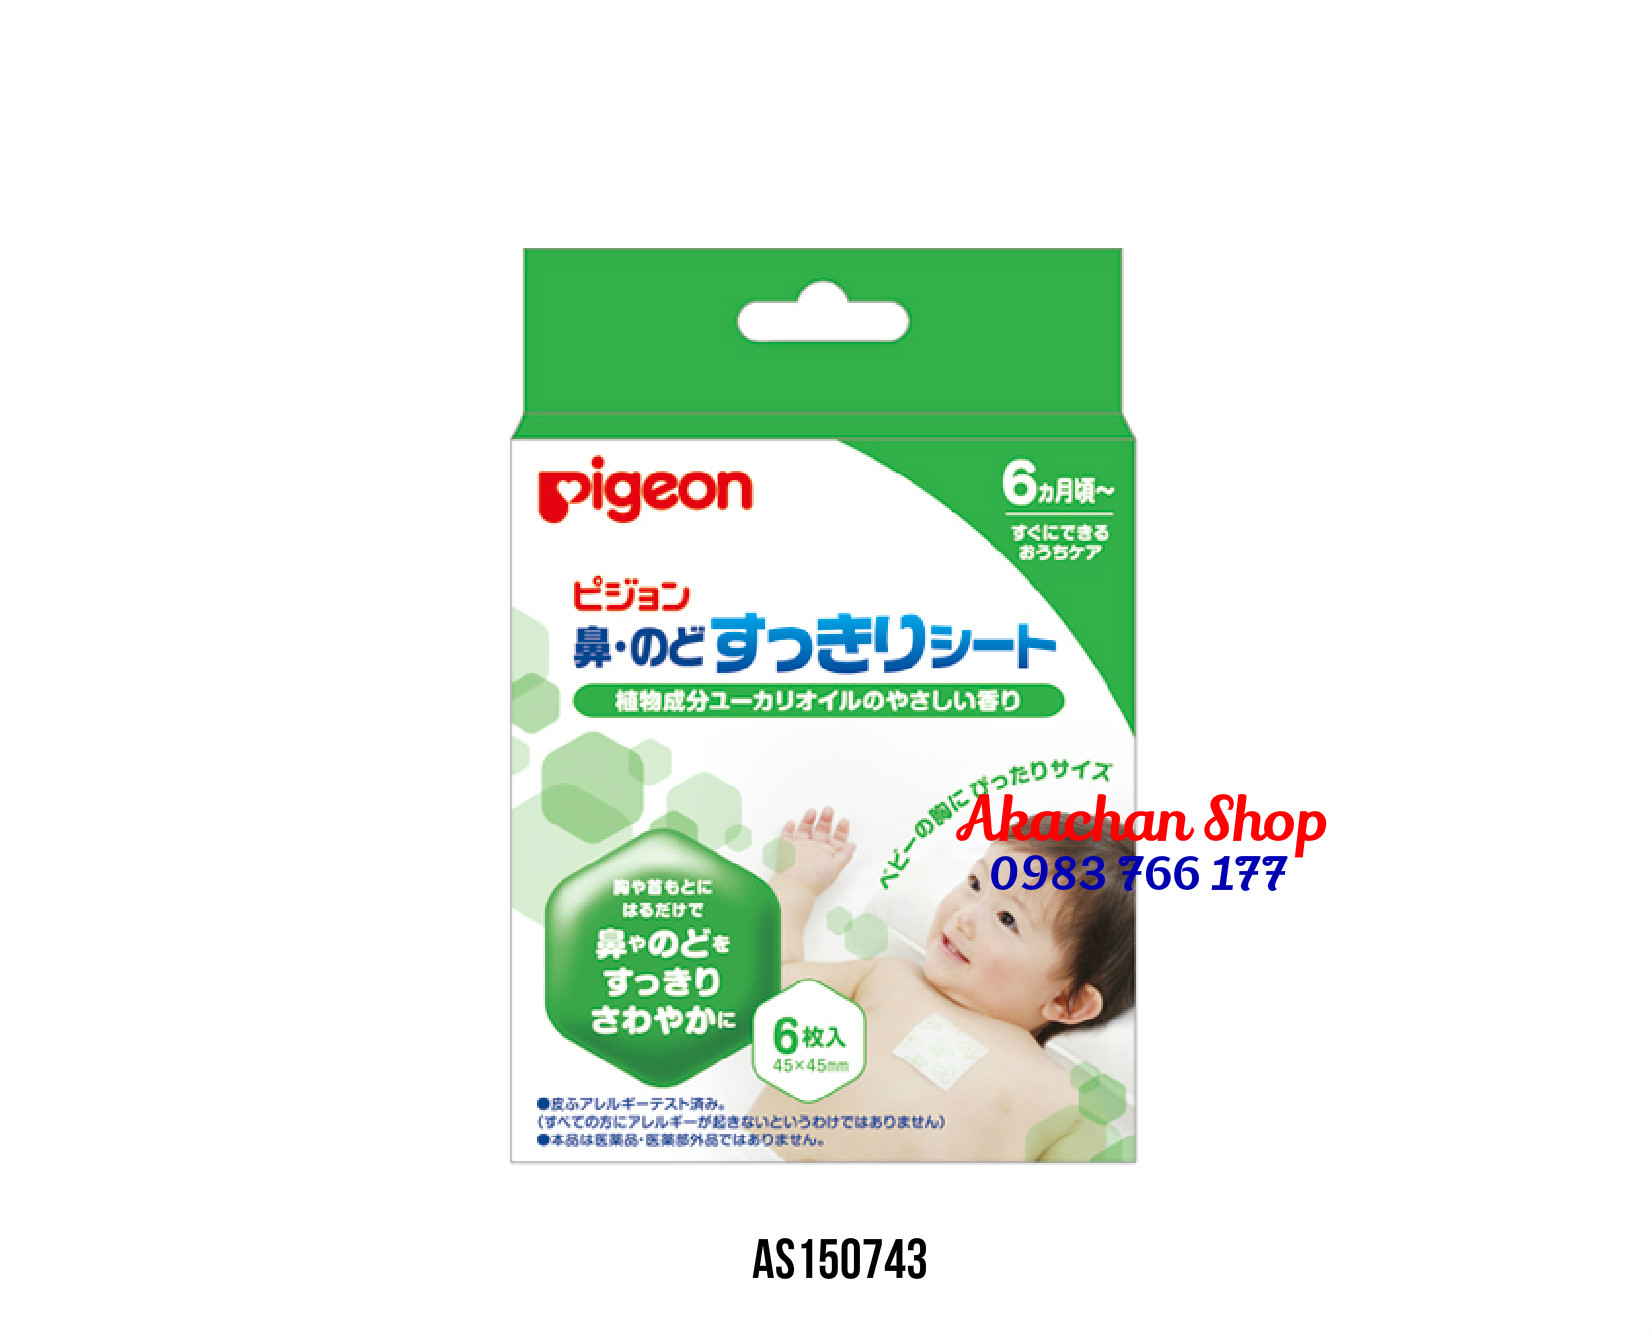 pigeon
6ヵ月頃～
すぐにできる
おうちケア
ピジョン
鼻・のどすっきりシート
植物成分ユーカリオイルのやさしい香り
ベビーの胸にぴったりサイズ
Akachan Shop
0983 766 177
胸や首もとに
はるだけで
鼻やのどを
すっきり
さわやかに
6枚入
45×45mm
●皮ふアレルギーテスト済み。
（すべての方にアレルギーが起きないというわけではありません）
●本品は医薬品・医薬部外品ではありません。
AS150743